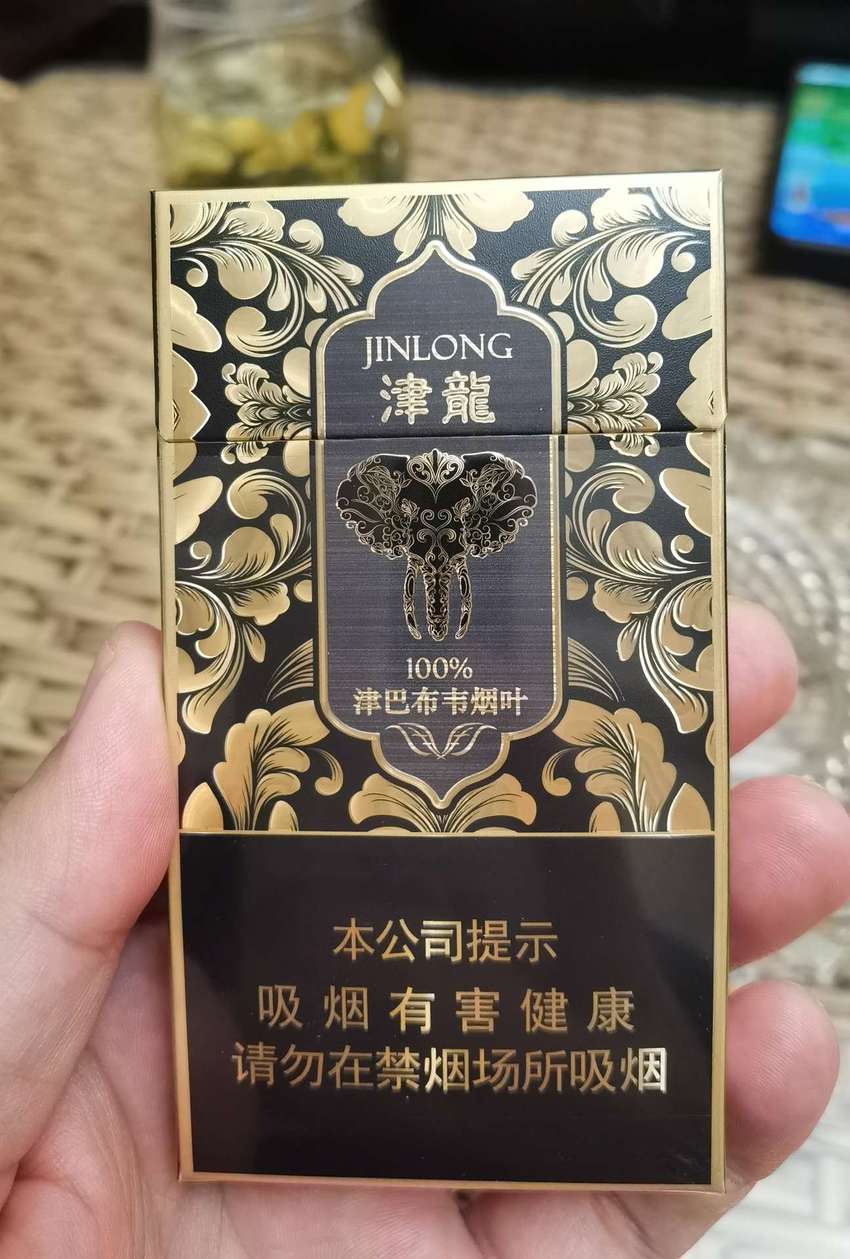 JINLONG
津龍
100%
津巴布韦烟叶
本公司提示
吸烟有害健康
请勿在禁烟场所吸烟